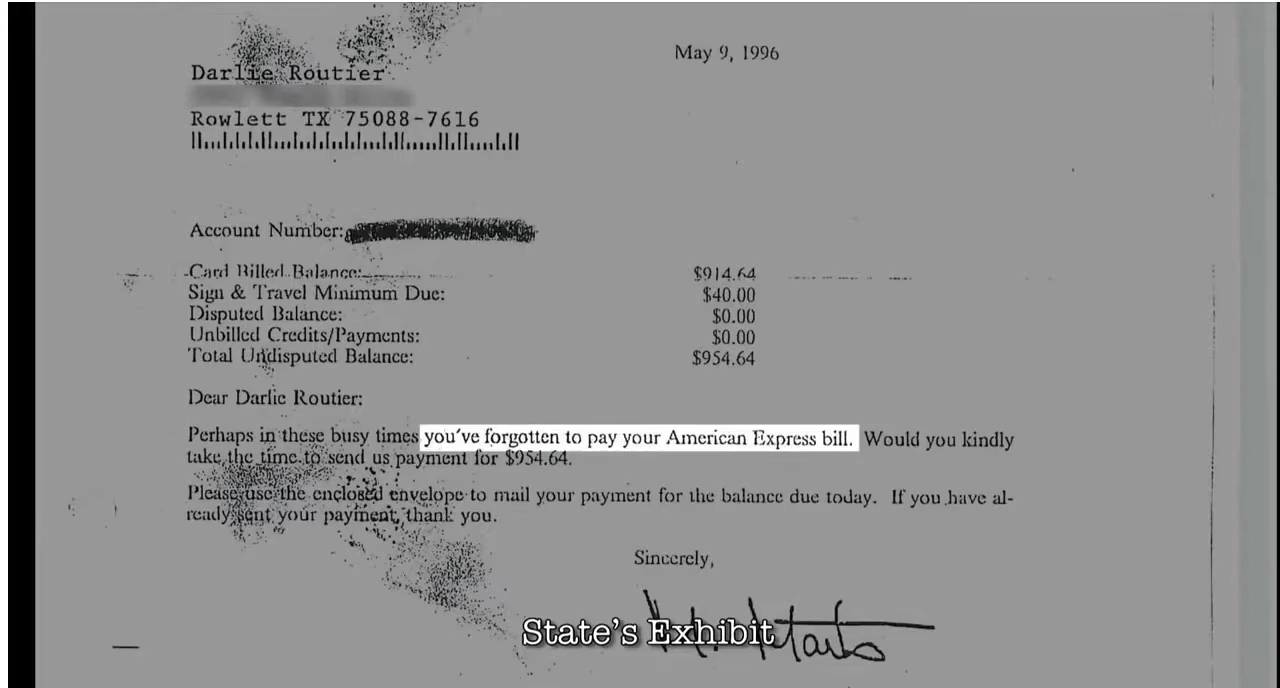 May 9, 1996
Darlie Routier
Rowlett TX 75088-7616
Account Number:
Card Billed Balance: $914.64
Sign & Travel Minimum Due: $40.00
Disputed Balance: $0.00
Unbilled Credits/Payments: $0.00
Total Undisputed Balance: $954.64
Dear Darlie Routier:
Perhaps in these busy times you've forgotten to pay your American Express bill. Would you kindly
take the time to send us payment for $954.64.
Please use the enclosed envelope to mail your payment for the balance due today. If you have al-
ready sent your payment, thank you.
Sincerely,
State's Exhibit